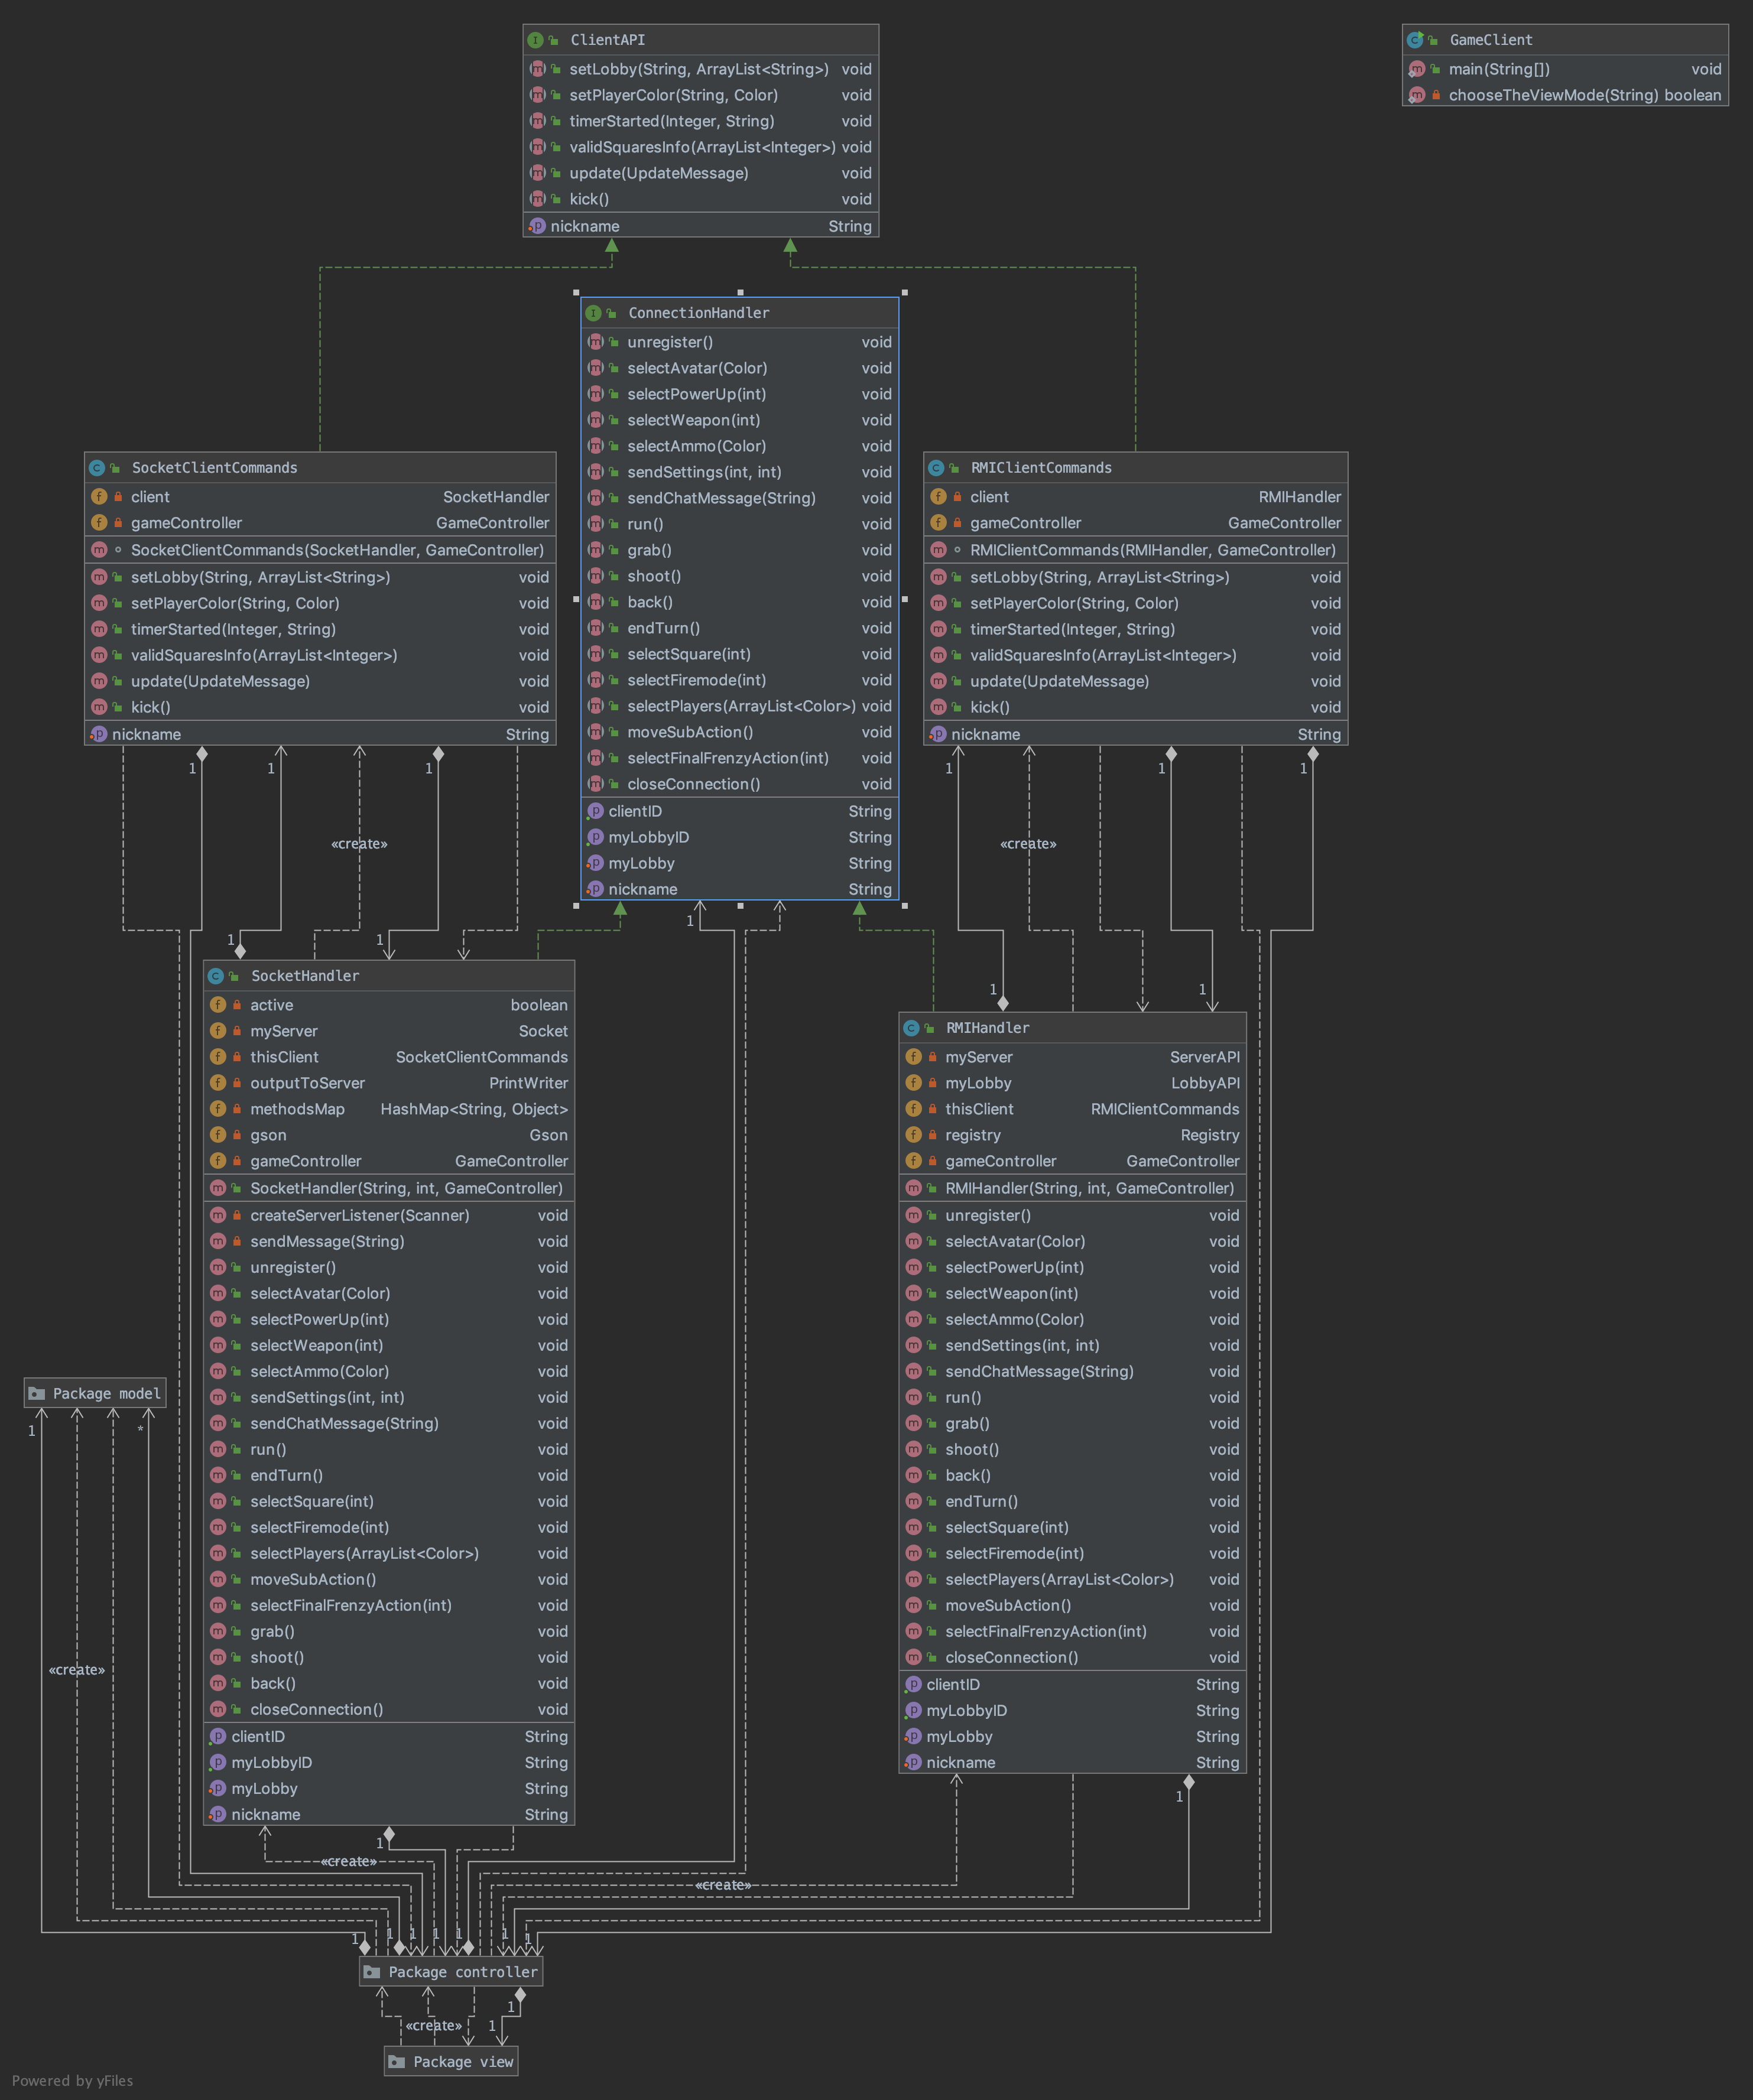 ClientAPI
setLobby(String, ArrayList<String>) void
setPlayerColor(String, Color) void
timerStarted(Integer, String) void
validSquaresInfo(ArrayList<Integer>) void
update(UpdateMessage) void
kick() void
nickname String
GameClient
main(String[]) void
chooseTheViewMode(String) boolean
ConnectionHandler
unregister() void
selectAvatar(Color) void
selectPowerUp(int) void
selectWeapon(int) void
selectAmmo(Color) void
sendSettings(int, int) void
sendChatMessage(String) void
run() void
grab() void
shoot() void
back() void
endTurn() void
selectSquare(int) void
selectFiremode(int) void
selectPlayers(ArrayList<Color>) void
moveSubAction() void
selectFinalFrenzyAction(int) void
closeConnection() void
clientID String
myLobbyID String
myLobby String
nickname String
SocketClientCommands
client SocketHandler
gameController GameController
SocketClientCommands(SocketHandler, GameController)
setLobby(String, ArrayList<String>) void
setPlayerColor(String, Color) void
timerStarted(Integer, String) void
validSquaresInfo(ArrayList<Integer>) void
update(UpdateMessage) void
kick() void
nickname String
RMIClientCommands
client RMIHandler
gameController GameController
RMIClientCommands(RMIHandler, GameController)
setLobby(String, ArrayList<String>) void
setPlayerColor(String, Color) void
timerStarted(Integer, String) void
validSquaresInfo(ArrayList<Integer>) void
update(UpdateMessage) void
kick() void
nickname String
1 1 1
1 1 1
«create»
«create»
1
1 1
1 1
SocketHandler
active boolean
myServer Socket
thisClient SocketClientCommands
outputToServer PrintWriter
methodsMap HashMap<String, Object>
gson Gson
gameController GameController
SocketHandler(String, int, GameController)
createServerListener(Scanner) void
sendMessage(String) void
unregister() void
selectAvatar(Color) void
selectPowerUp(int) void
selectWeapon(int) void
selectAmmo(Color) void
sendSettings(int, int) void
sendChatMessage(String) void
run() void
endTurn() void
selectSquare(int) void
selectFiremode(int) void
selectPlayers(ArrayList<Color>) void
moveSubAction() void
selectFinalFrenzyAction(int) void
grab() void
shoot() void
back() void
closeConnection() void
clientID String
myLobbyID String
myLobby String
nickname String
RMIHandler
myServer ServerAPI
myLobby LobbyAPI
thisClient RMIClientCommands
registry Registry
gameController GameController
RMIHandler(String, int, GameController)
unregister() void
selectAvatar(Color) void
selectPowerUp(int) void
selectWeapon(int) void
selectAmmo(Color) void
sendSettings(int, int) void
sendChatMessage(String) void
run() void
grab() void
shoot() void
back() void
endTurn() void
selectSquare(int) void
selectFiremode(int) void
selectPlayers(ArrayList<Color>) void
moveSubAction() void
selectFinalFrenzyAction(int) void
closeConnection() void
clientID String
myLobbyID String
myLobby String
nickname String
Package model
1 *
«create»
1
1
«create»
«create»
1
Package controller
1
«create» 1
Package view
Powered by yFiles